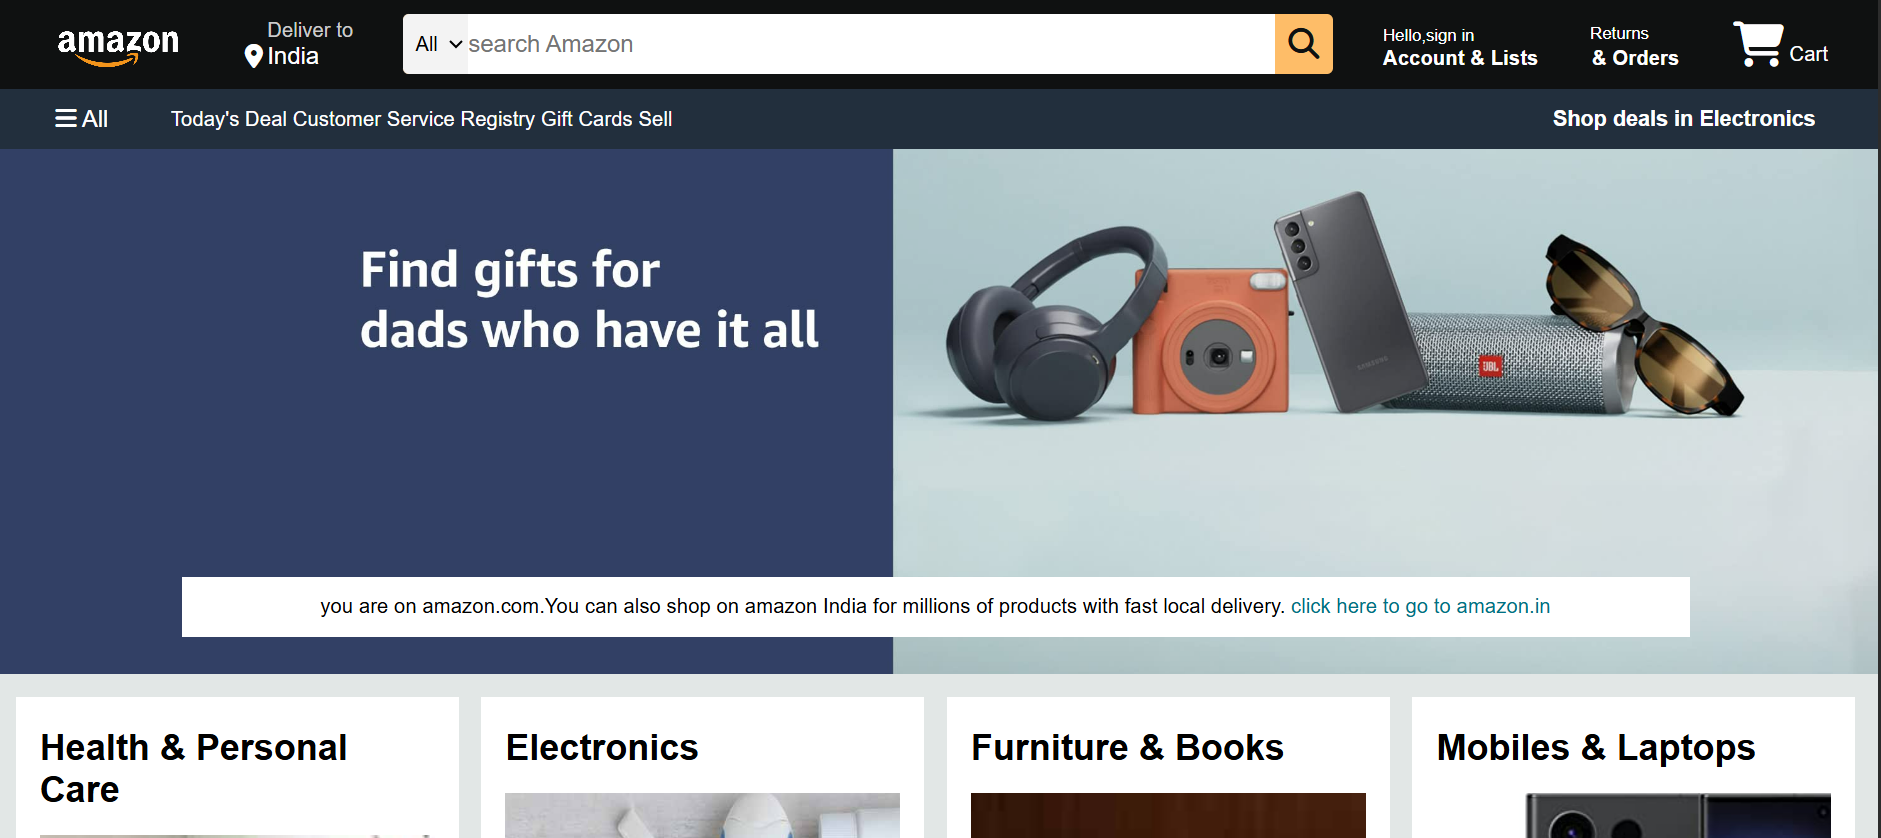 amazon
Deliver to
India
All
search Amazon
Hello,sign in
Account & Lists
Returns
& Orders
Cart
All
Today's Deal Customer Service Registry Gift Cards Sell
Shop deals in Electronics
Find gifts for
dads who have it all
SAMSUNG
JBL
you are on amazon.com.You can also shop on amazon India for millions of products with fast local delivery. click here to go to amazon.in
Health & Personal
Care
Electronics
Furniture & Books
Mobiles & Laptops